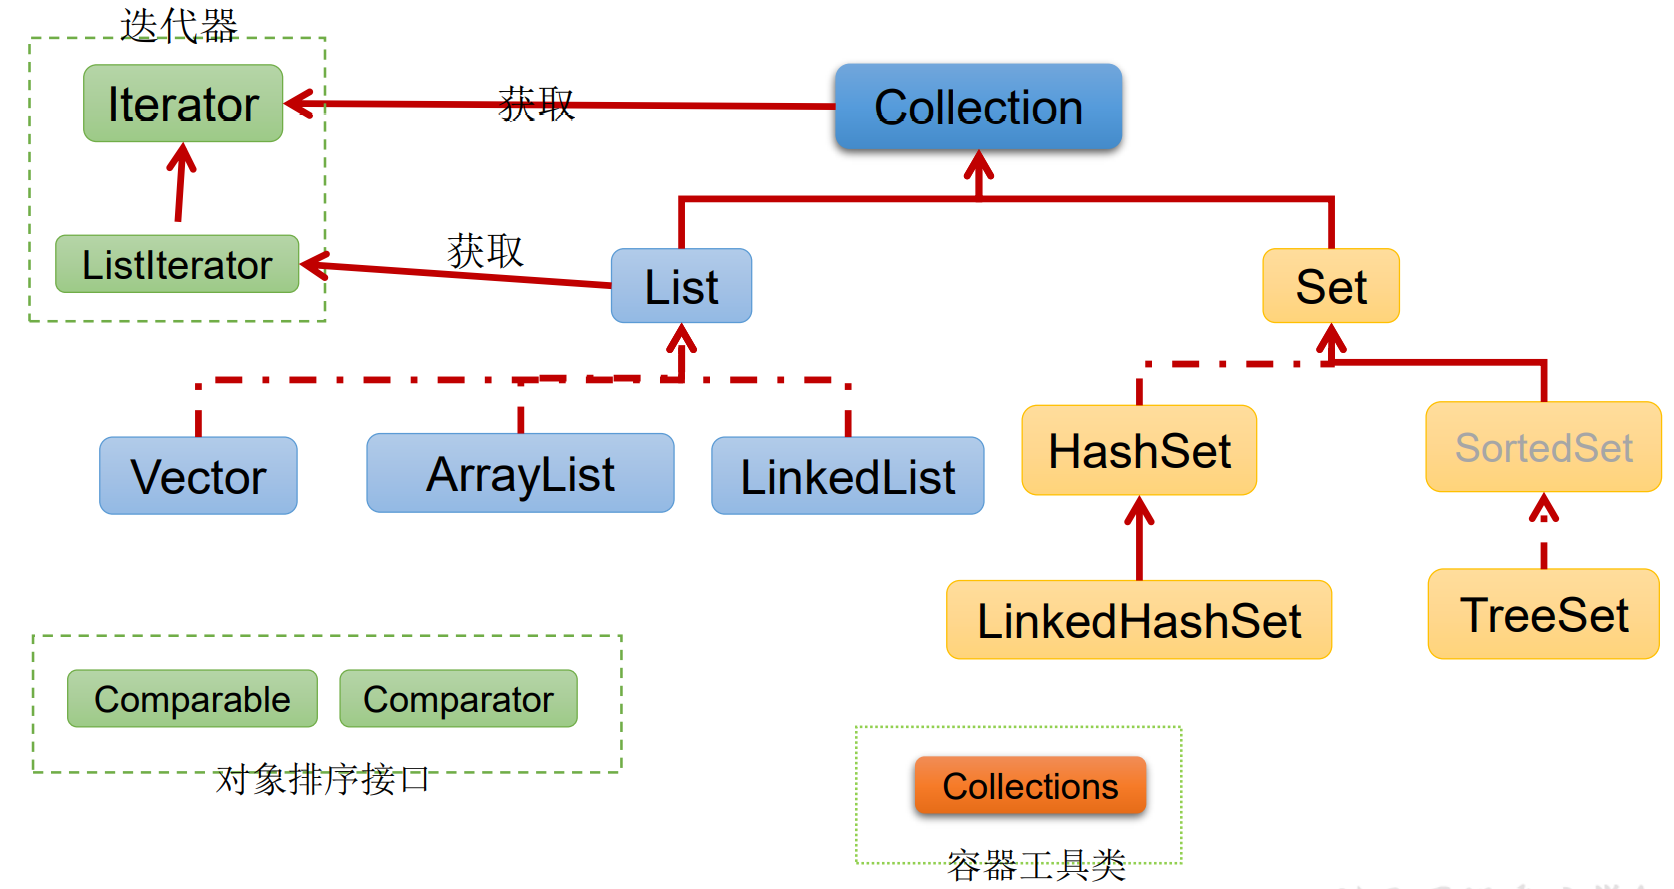 迭代器
Iterator
获取
Collection
ListIterator
获取
List
Set
Vector
ArrayList
LinkedList
HashSet
SortedSet
LinkedHashSet
TreeSet
Comparable
Comparator
对象排序接口
Collections
容器工具类